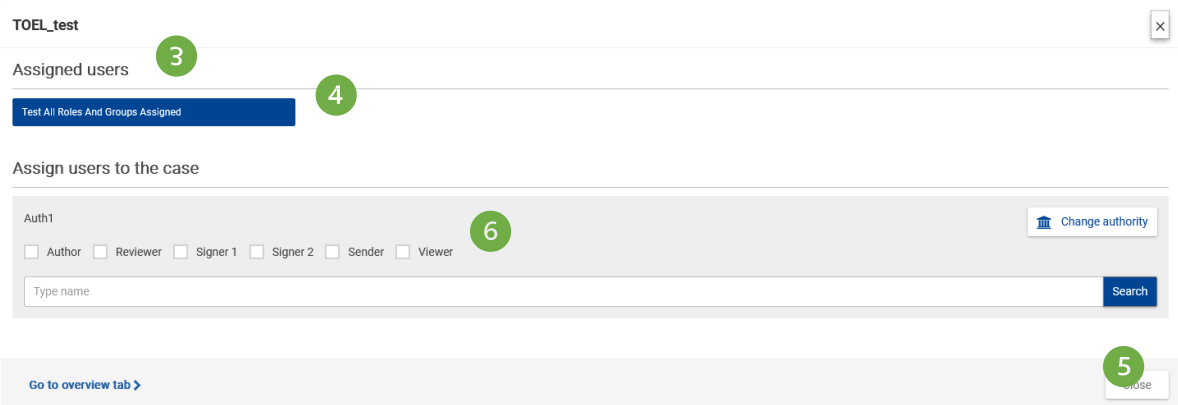 TOEL_test
×
3
Assigned users
4
Test All Roles And Groups Assigned
Assign users to the case
Auth1
6
Change authority
Author Reviewer Signer 1 Signer 2 Sender Viewer
Type name
Search
5
Go to overview tab
Close